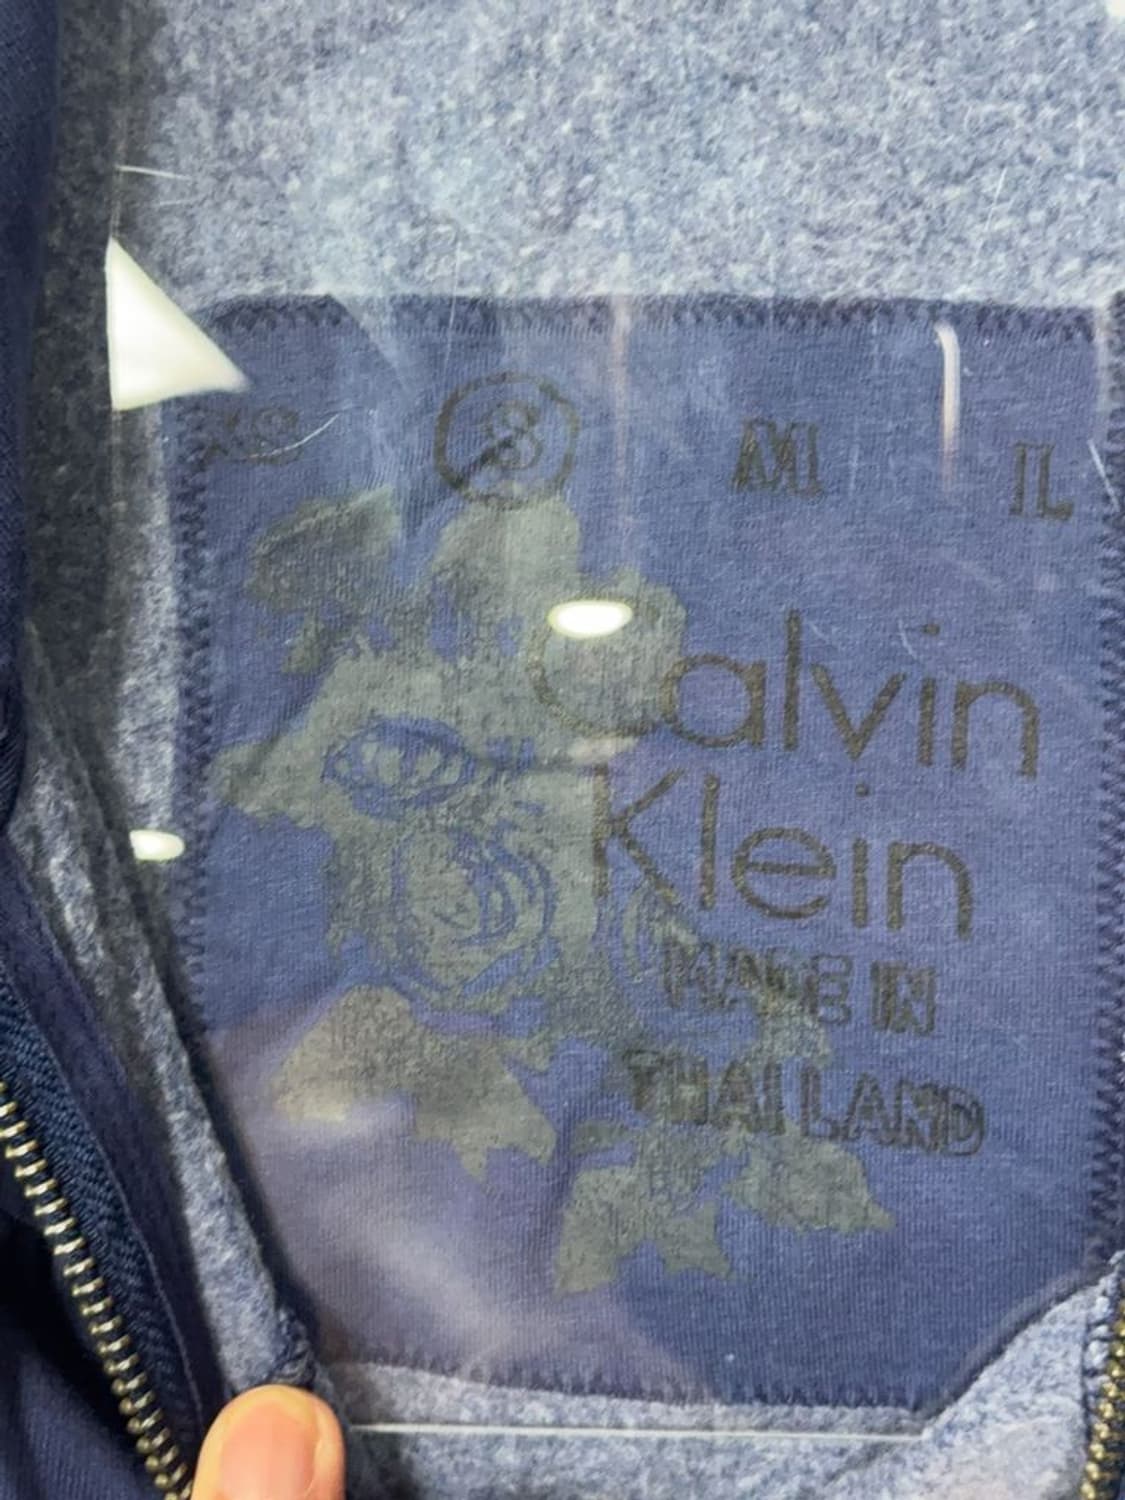 XS S M L
Calvin
Klein
MADE IN
THAILAND